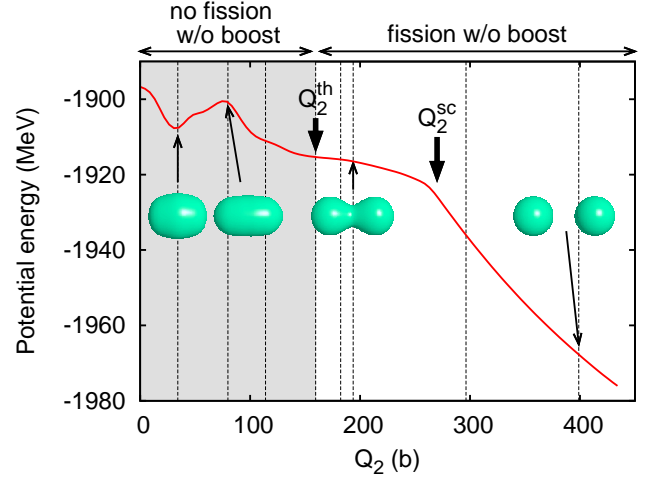 no fission
w/o boost
fission w/o boost
Q₂ᵗʰ
Q₂ˢᶜ
Potential energy (MeV)
-1900
-1920
-1940
-1960
-1980
0 100 200 300 400
Q₂ (b)